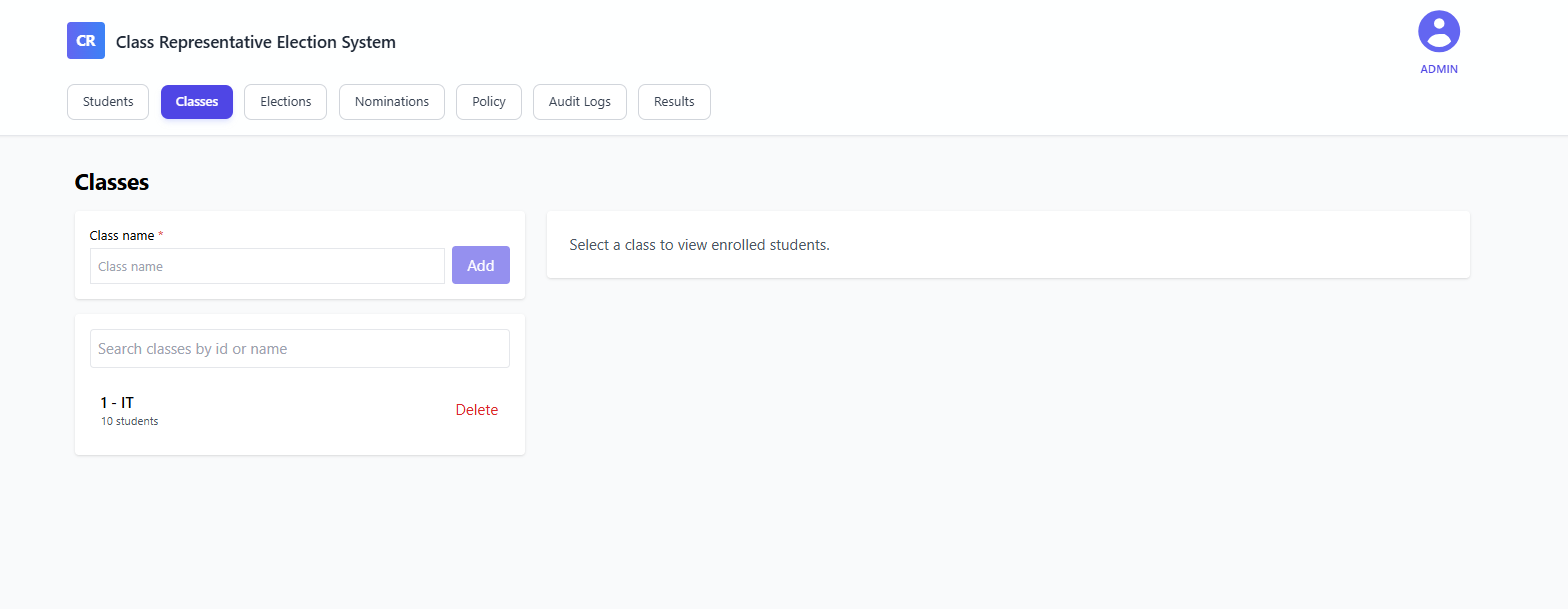 CR Class Representative Election System
ADMIN
Students Classes Elections Nominations Policy Audit Logs Results
Classes
Class name *
Class name Add
Select a class to view enrolled students.
Search classes by id or name
1 - IT
10 students
Delete